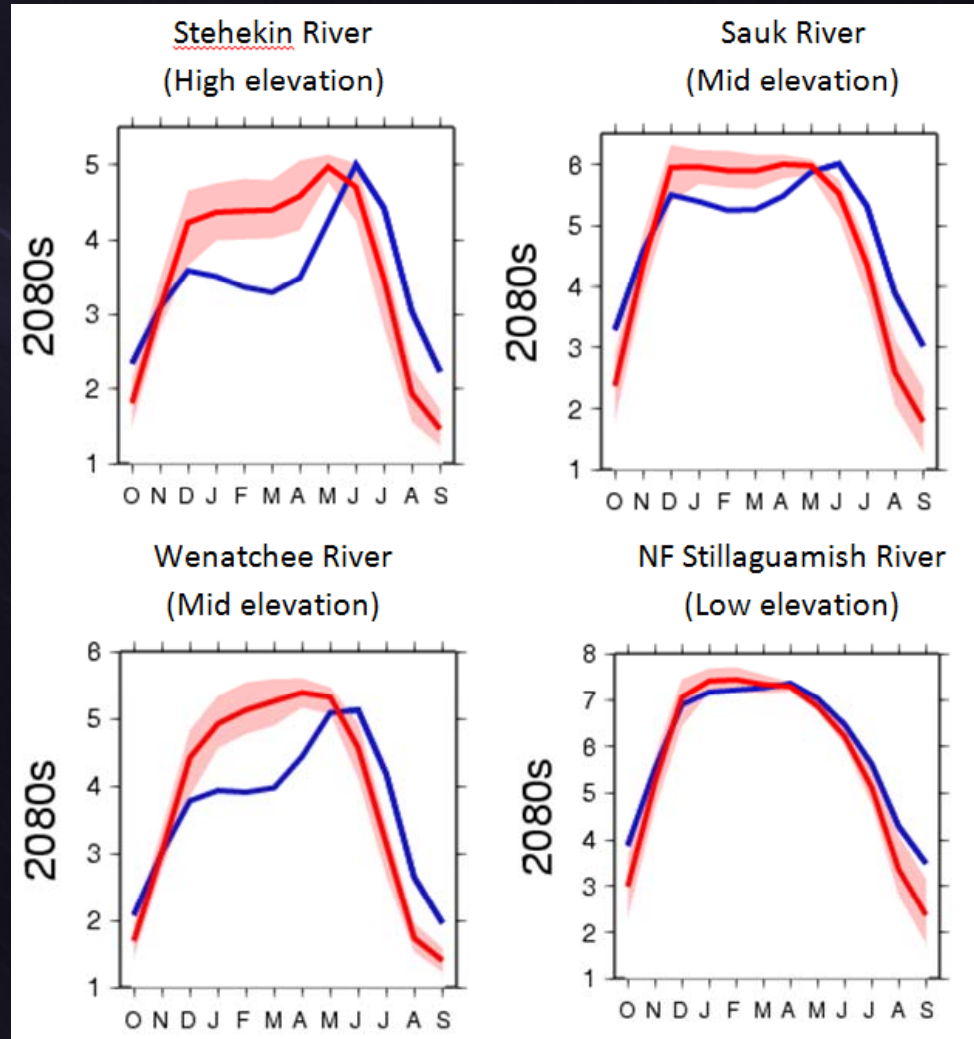 Stehekin River
(High elevation)
2080s
5
4
3
2
1
O N D J F M A M J J A S
Sauk River
(Mid elevation)
2080s
6
5
4
3
2
1
O N D J F M A M J J A S
Wenatchee River
(Mid elevation)
2080s
6
5
4
3
2
1
O N D J F M A M J J A S
NF Stillaguamish River
(Low elevation)
2080s
8
7
6
5
4
3
2
1
O N D J F M A M J J A S